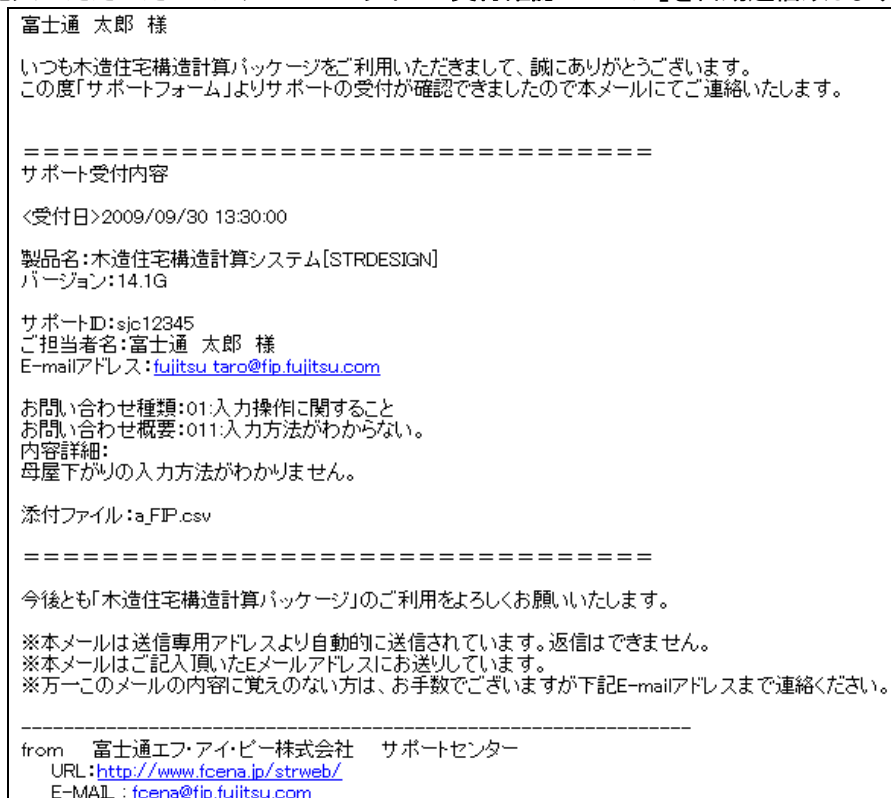 富士通 太郎 様
いつも木造住宅構造計算パッケージをご利用いただきまして、誠にありがとうございます。
この度「サポートフォーム」よりサポートの受付が確認できましたので本メールにてご連絡いたします。
================================
サポート受付内容
<受付日>2009/09/30 13:30:00
製品名:木造住宅構造計算システム[STRDESIGN]
バージョン:14.1G
サポートID:sjc12345
ご担当者名:富士通 太郎 様
E-mailアドレス:fujitsu_taro@fip.fujitsu.com
お問い合わせ種類:01:入力操作に関すること
お問い合わせ概要:011:入力方法がわからない。
内容詳細:
母屋下がりの入力方法がわかりません。
添付ファイル:a_FIP.csv
================================
今後とも「木造住宅構造計算パッケージ」のご利用をよろしくお願いいたします。
※本メールは送信専用アドレスより自動的に送信されています。返信はできません。
※本メールはご記入頂いたEメールアドレスにお送りしています。
※万一このメールの内容に覚えのない方は、お手数でございますが下記E-mailアドレスまで連絡ください。
----------------------------------------------------------------
from 富士通エフ・アイ・ピー株式会社 サポートセンター
URL:http://www.fcena.jp/strweb/
E-MAIL : fcena@fip.fujitsu.com